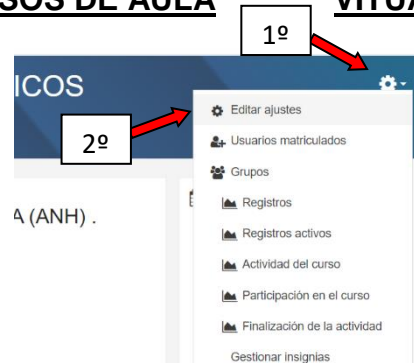 SOS DE AULA VITUA
1º
ICOS
Editar ajustes
2º
Usuarios matriculados
Grupos
Registros
A (ANH) .
Registros activos
Actividad del curso
Participación en el curso
Finalización de la actividad
Gestionar insignias